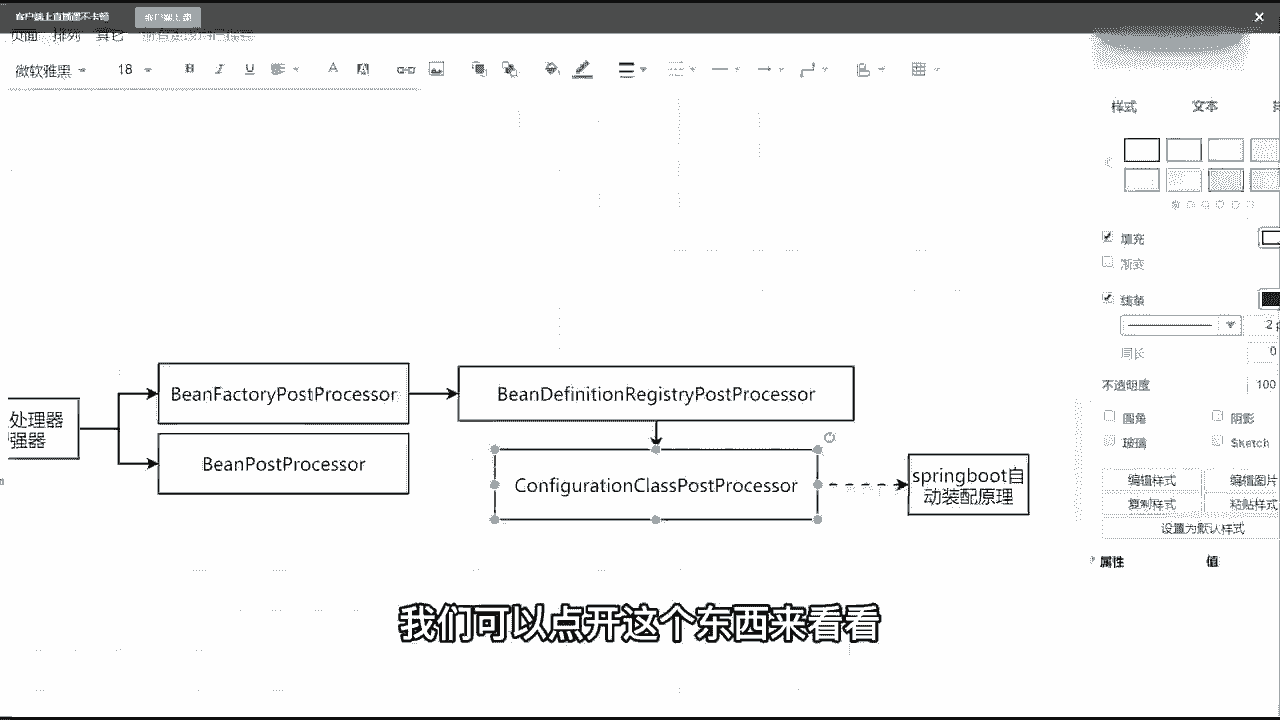 页面 排列 其它
微软雅黑 18 B I U A
样式 文本
填充
渐变
线条
2 p
周长 0
不透明度 100
圆角 阴影
玻璃 Sketch
编辑样式 编辑图片
复制样式 粘贴样式
设置为默认样式
属性 值
处理器
强器
BeanFactoryPostProcessor
BeanPostProcessor
BeanDefinitionRegistryPostProcessor
ConfigurationClassPostProcessor
springboot自
动装配原理
我们可以点开这个东西来看看